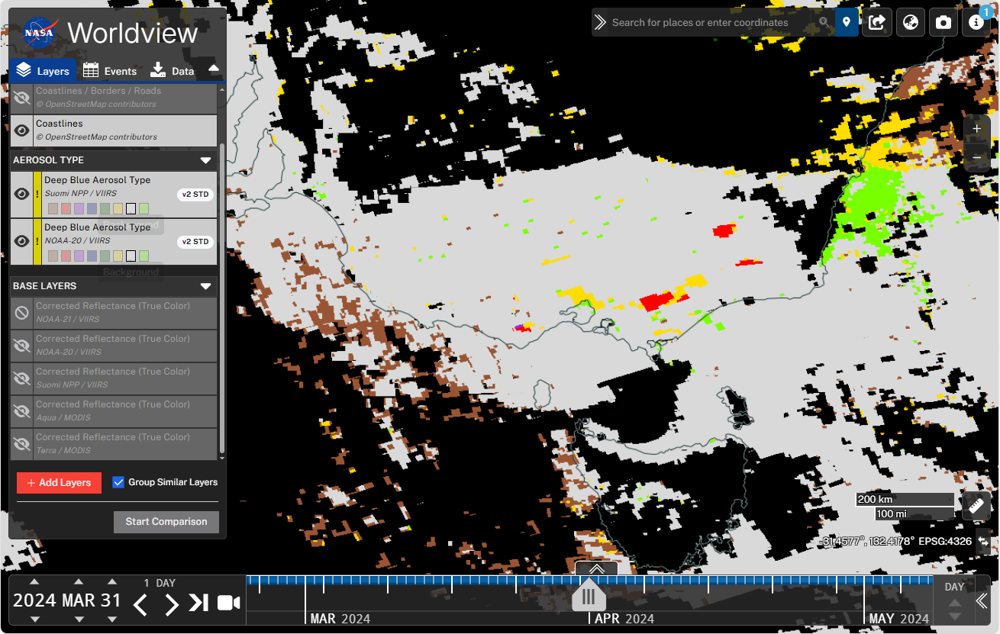 NASA Worldview
Search for places or enter coordinates
1
Layers Events Data
Coastlines / Borders / Roads
© OpenStreetMap contributors
Coastlines
© OpenStreetMap contributors
AEROSOL TYPE
Deep Blue Aerosol Type
Suomi NPP / VIIRS
v2 STD
!
Background
Deep Blue Aerosol Type
NOAA-20 / VIIRS
v2 STD
!
Background
BASE LAYERS
Corrected Reflectance (True Color)
NOAA-21 / VIIRS
Corrected Reflectance (True Color)
NOAA-20 / VIIRS
Corrected Reflectance (True Color)
Suomi NPP / VIIRS
Corrected Reflectance (True Color)
Aqua / MODIS
Corrected Reflectance (True Color)
Terra / MODIS
+ Add Layers
Group Similar Layers
Start Comparison
+
−
200 km
100 mi
-31.4577°, 132.4178° EPSG:4326
2024 MAR 31
1 DAY
MAR 2024
APR 2024
MAY 2024
DAY